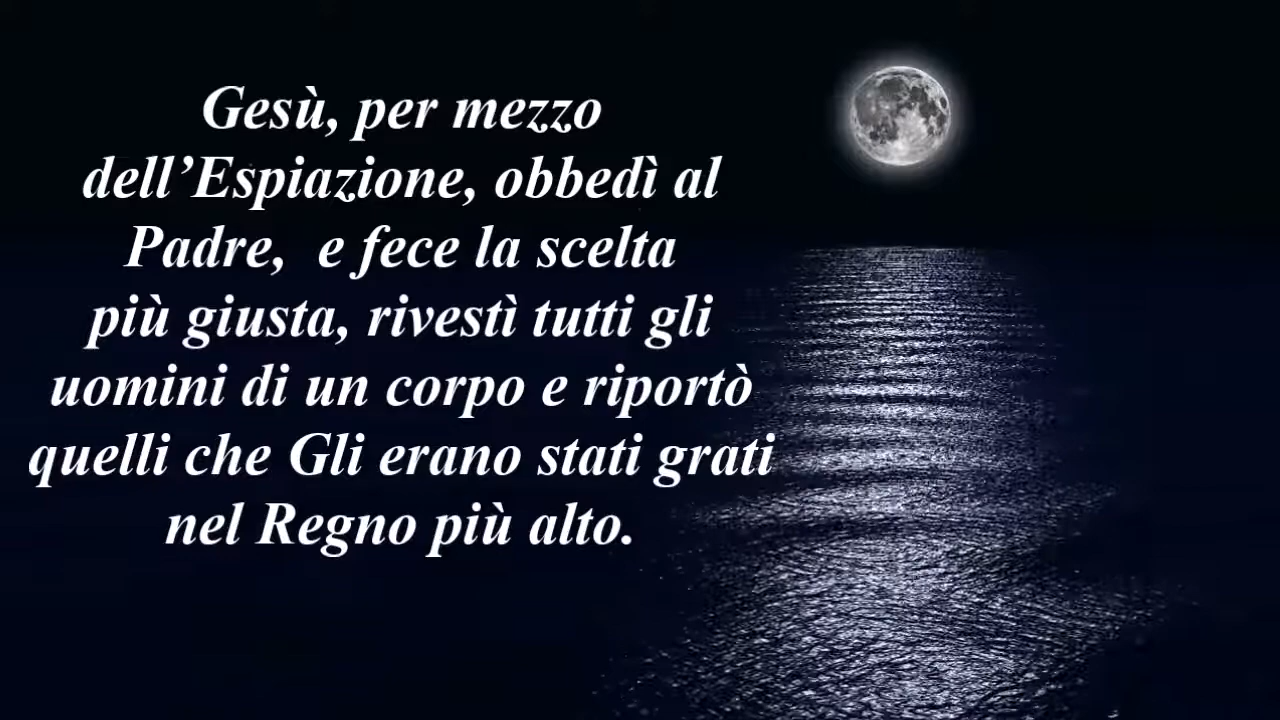 Gesù, per mezzo
dell’Espiazione, obbedì al
Padre,  e fece la scelta
più giusta, rivestì tutti gli
uomini di un corpo e riportò
quelli che Gli erano stati grati
nel Regno più alto.